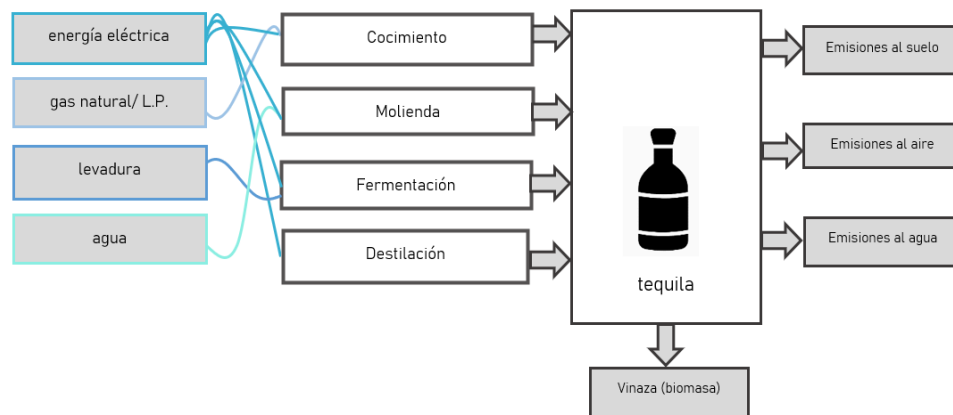 energía eléctrica
gas natural/ L.P.
levadura
agua
Cocimiento
Molienda
Fermentación
Destilación
tequila
Emisiones al suelo
Emisiones al aire
Emisiones al agua
Vinaza (biomasa)